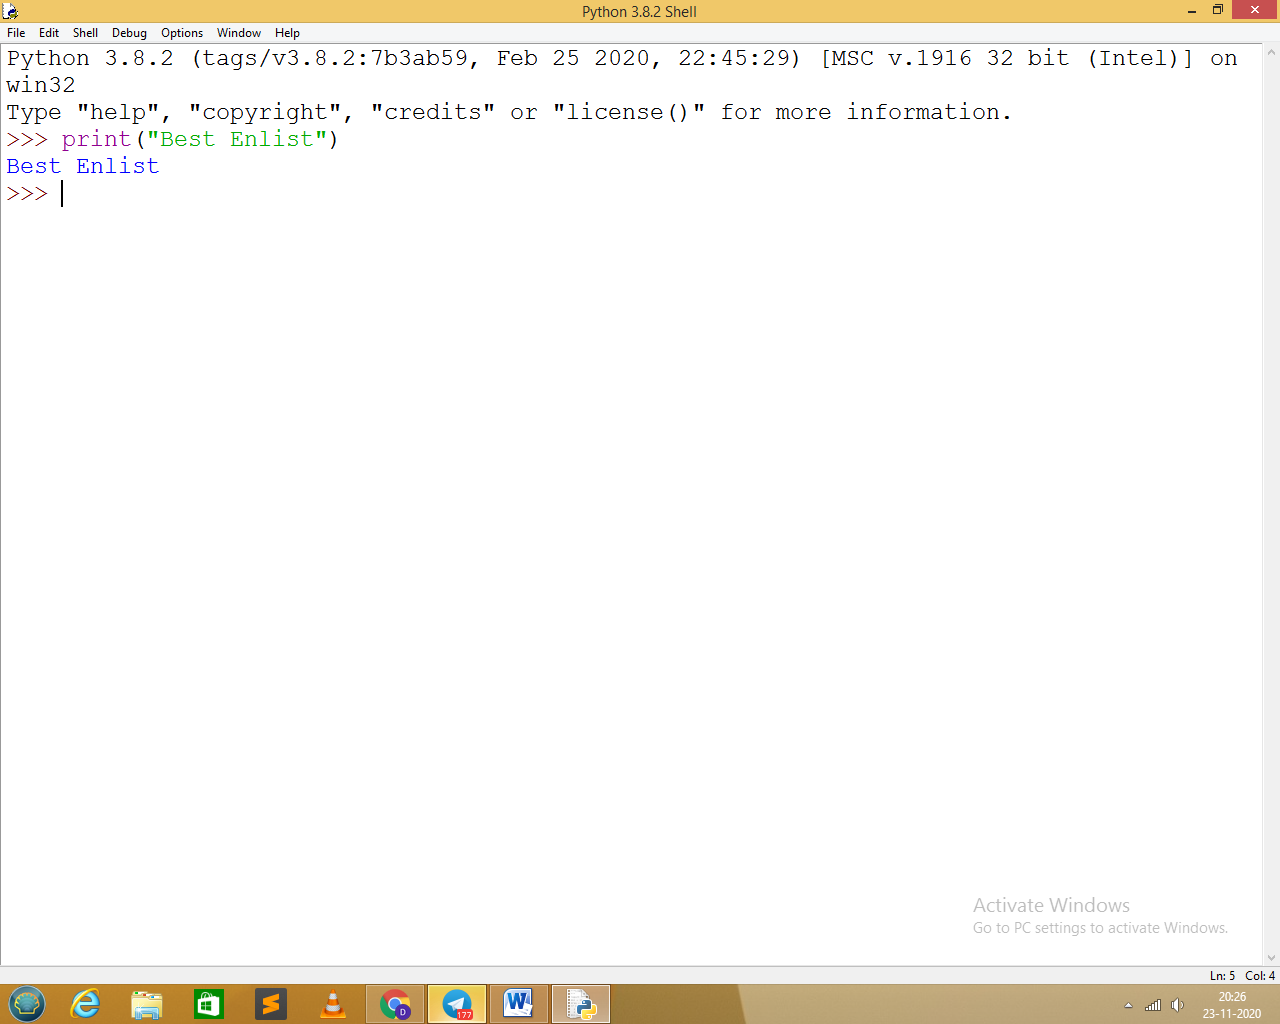 Python 3.8.2 Shell
File Edit Shell Debug Options Window Help
Python 3.8.2 (tags/v3.8.2:7b3ab59, Feb 25 2020, 22:45:29) [MSC v.1916 32 bit (Intel)] on
win32
Type "help", "copyright", "credits" or "license()" for more information.
>>> print("Best Enlist")
Best Enlist
>>>
Activate Windows
Go to PC settings to activate Windows.
Ln: 5 Col: 4
D
177
W
20:26
23-11-2020